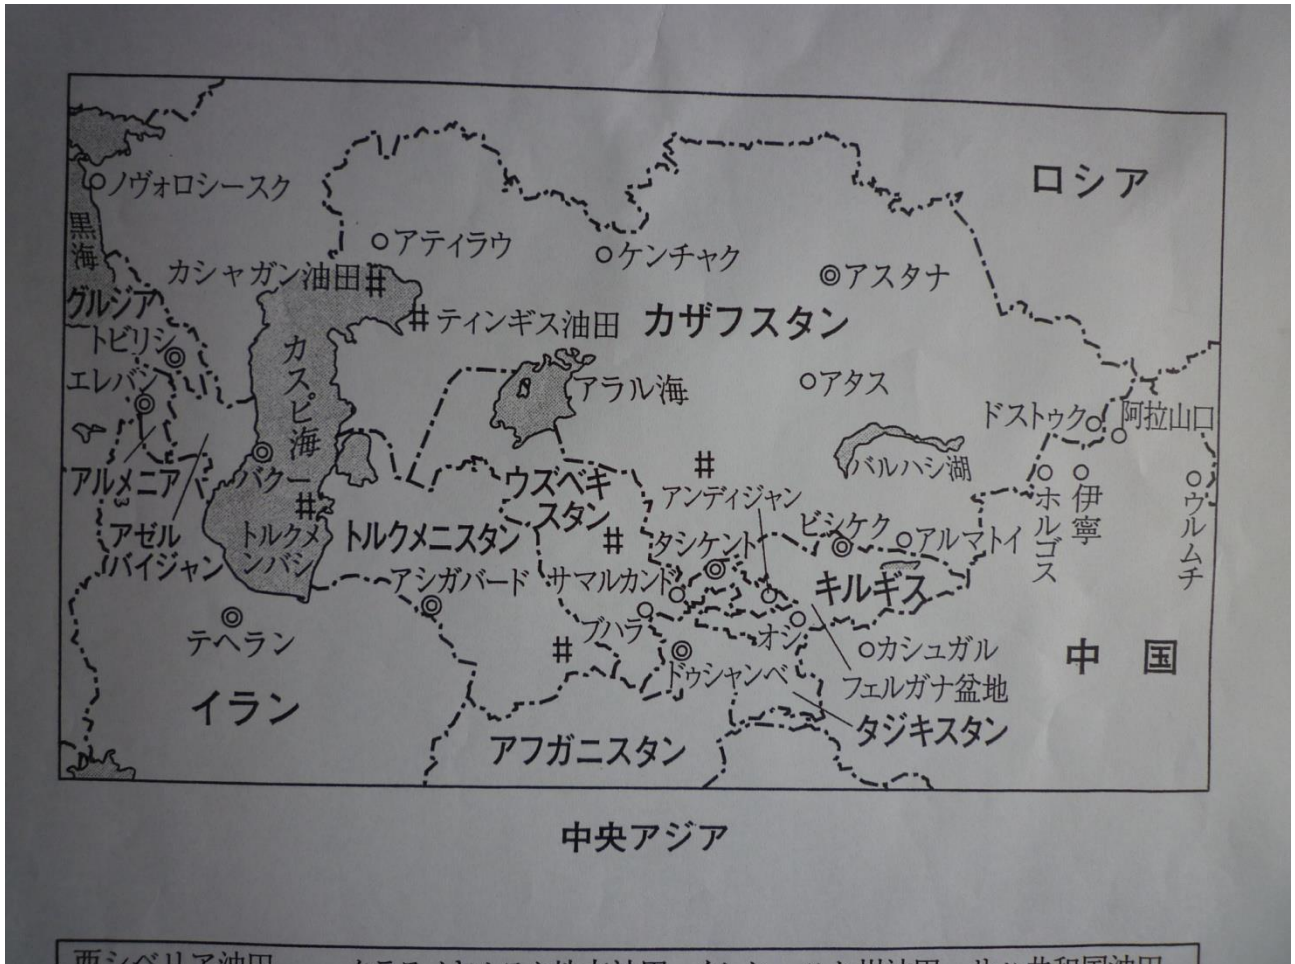 ロシア
ノヴォロシースク
黒海
アティラウ
ケンチャク
カシャガン油田
アスタナ
グルジア
ティンギス油田
カザフスタン
トビリシ
カスピ海
エレバン
アラル海
アタス
ドストゥク
阿拉山口
アルメニア
バクー
ウズベキ
スタン
バルハシ湖
アンディジャン
ホルゴス
伊寧
ウルムチ
アゼル
バイジャン
トルクメ
ンバシ
トルクメニスタン
タシケント
ビシケク
アルマトイ
アシガバード
サマルカンド
キルギス
テヘラン
ブハラ
オシ
カシュガル
中国
ドゥシャンベ
フェルガナ盆地
イラン
タジキスタン
アフガニスタン
中央アジア
西シベリア油田